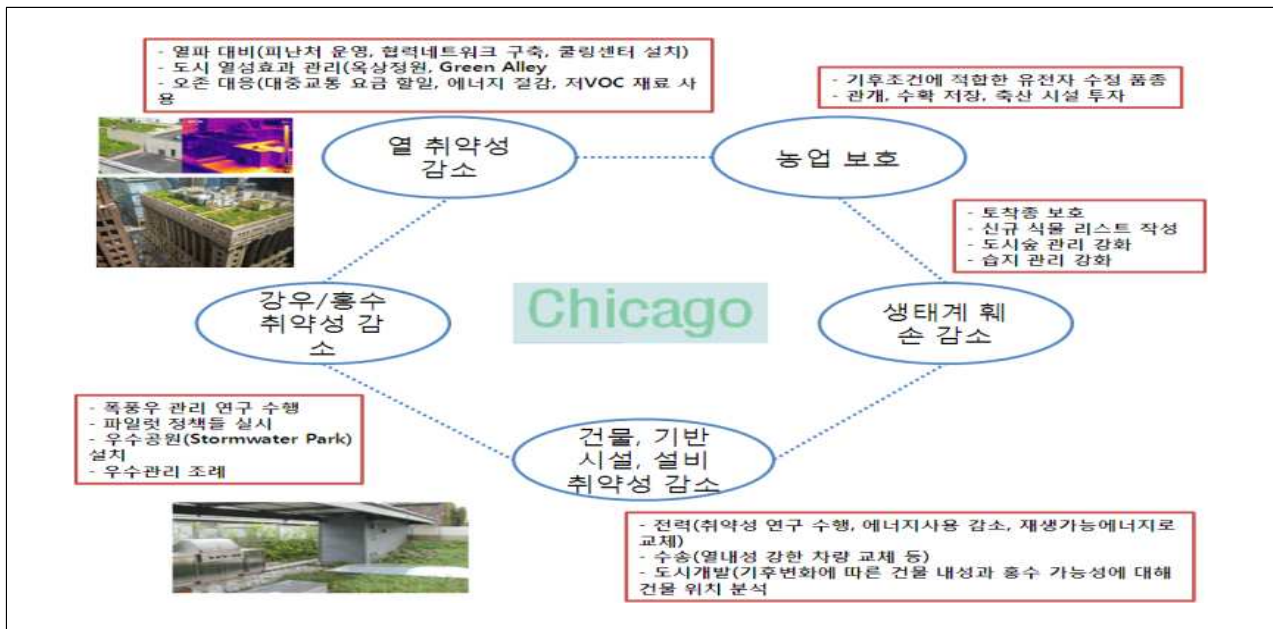 - 열파 대비(피난처 운영, 협력네트워크 구축, 쿨링센터 설치)
- 도시 열섬효과 관리(옥상정원, Green Alley
- 오존 대응(대중교통 요금 할일, 에너지 절감, 저VOC 재료 사
용
- 기후조건에 적합한 유전자 수정 품종
- 관개, 수확 저장, 축산 시설 투자
열 취약성
감소
농업 보호
- 토착종 보호
- 신규 식물 리스트 작성
- 도시숲 관리 강화
- 습지 관리 강화
강우/홍수
취약성 감
소
Chicago
생태계 훼
손 감소
- 폭풍우 관리 연구 수행
- 파일럿 정책들 실시
- 우수공원(Stormwater Park)
설치
- 우수관리 조례
건물, 기반
시설, 설비
취약성 감소
- 전력(취약성 연구 수행, 에너지사용 감소, 재생가능에너지로
교체)
- 수송(열내성 강한 차량 교체 등)
- 도시개발(기후변화에 따른 건물 내성과 홍수 가능성에 대해
건물 위치 분석